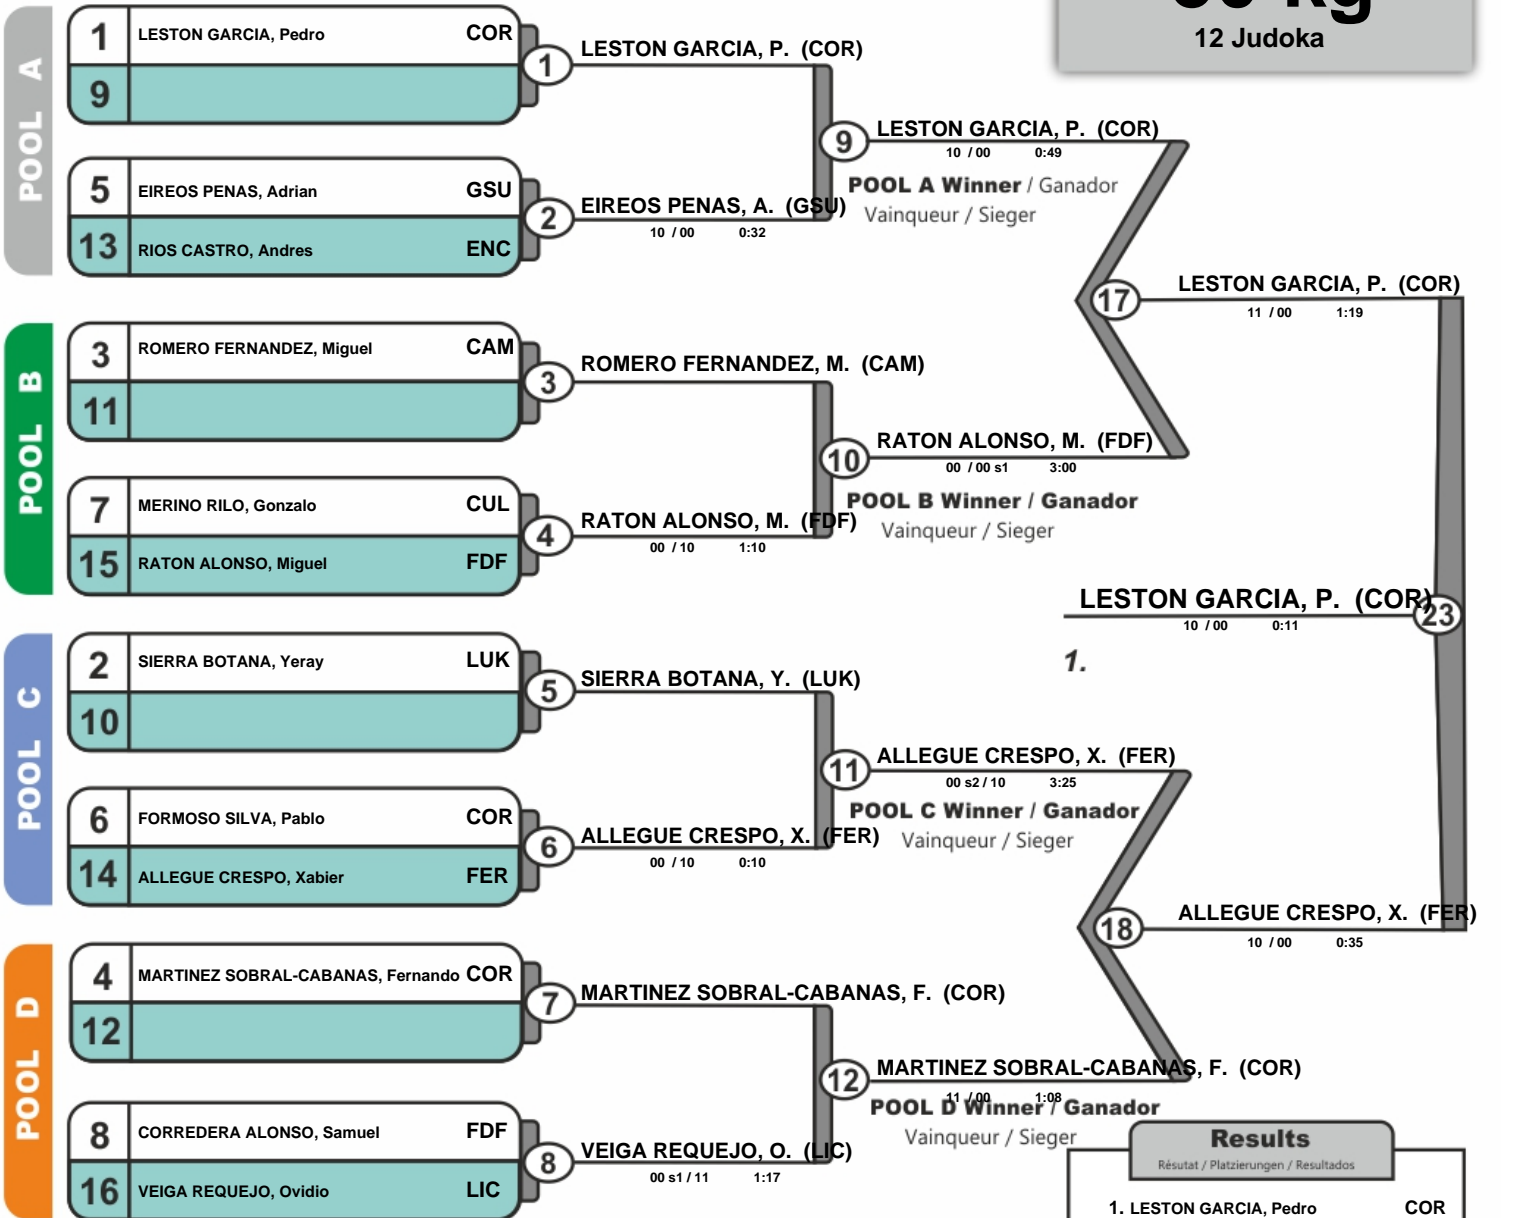 12 Judoka
POOL A
1 LESTON GARCIA, Pedro COR
9
1
LESTON GARCIA, P. (COR)
5 EIREOS PENAS, Adrian GSU
13 RIOS CASTRO, Andres ENC
2
EIREOS PENAS, A. (GSU)
10 / 00 0:32
9
LESTON GARCIA, P. (COR)
10 / 00 0:49
POOL A Winner / Ganador
Vainqueur / Sieger
POOL B
3 ROMERO FERNANDEZ, Miguel CAM
11
3
ROMERO FERNANDEZ, M. (CAM)
7 MERINO RILO, Gonzalo CUL
15 RATON ALONSO, Miguel FDF
4
RATON ALONSO, M. (FDF)
00 / 10 1:10
10
RATON ALONSO, M. (FDF)
00 / 00 s1 3:00
POOL B Winner / Ganador
Vainqueur / Sieger
17
LESTON GARCIA, P. (COR)
11 / 00 1:19
POOL C
2 SIERRA BOTANA, Yeray LUK
10
5
SIERRA BOTANA, Y. (LUK)
6 FORMOSO SILVA, Pablo COR
14 ALLEGUE CRESPO, Xabier FER
6
ALLEGUE CRESPO, X. (FER)
00 / 10 0:10
11
ALLEGUE CRESPO, X. (FER)
00 s2 / 10 3:25
POOL C Winner / Ganador
Vainqueur / Sieger
POOL D
4 MARTINEZ SOBRAL-CABANAS, Fernando COR
12
7
MARTINEZ SOBRAL-CABANAS, F. (COR)
8 CORREDERA ALONSO, Samuel FDF
16 VEIGA REQUEJO, Ovidio LIC
8
VEIGA REQUEJO, O. (LIC)
00 s1 / 11 1:17
12
MARTINEZ SOBRAL-CABANAS, F. (COR)
11 / 00 1:08
POOL D Winner / Ganador
Vainqueur / Sieger
18
ALLEGUE CRESPO, X. (FER)
10 / 00 0:35
LESTON GARCIA, P. (COR)
23
10 / 00 0:11
1.
Results
Résutat / Platzierungen / Resultados
1. LESTON GARCIA, Pedro COR